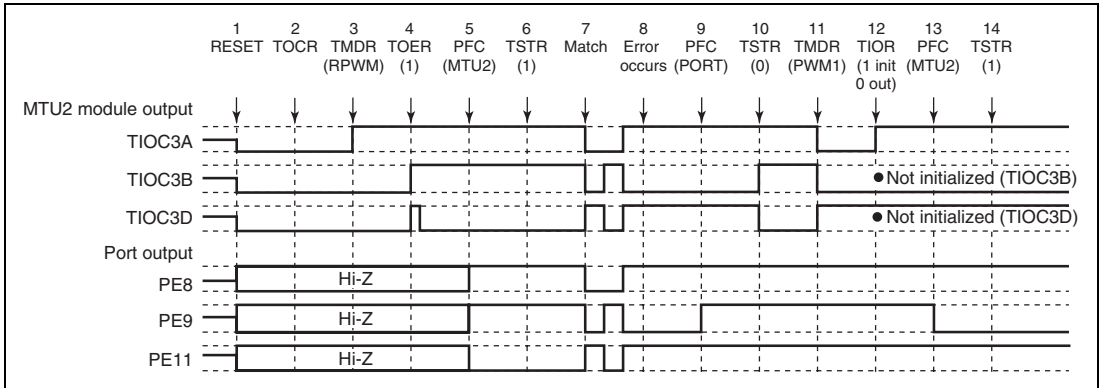 1 2 3 4 5 6 7 8 9 10 11 12 13 14
RESET TOCR TMDR TOER PFC TSTR Match Error PFC TSTR TMDR TIOR PFC TSTR
(RPWM) (1) (MTU2) (1) occurs (PORT) (0) (PWM1) (1 init (MTU2) (1)
0 out)
MTU2 module output
TIOC3A
TIOC3B
● Not initialized (TIOC3B)
TIOC3D
● Not initialized (TIOC3D)
Port output
PE8
Hi-Z
PE9
Hi-Z
PE11
Hi-Z